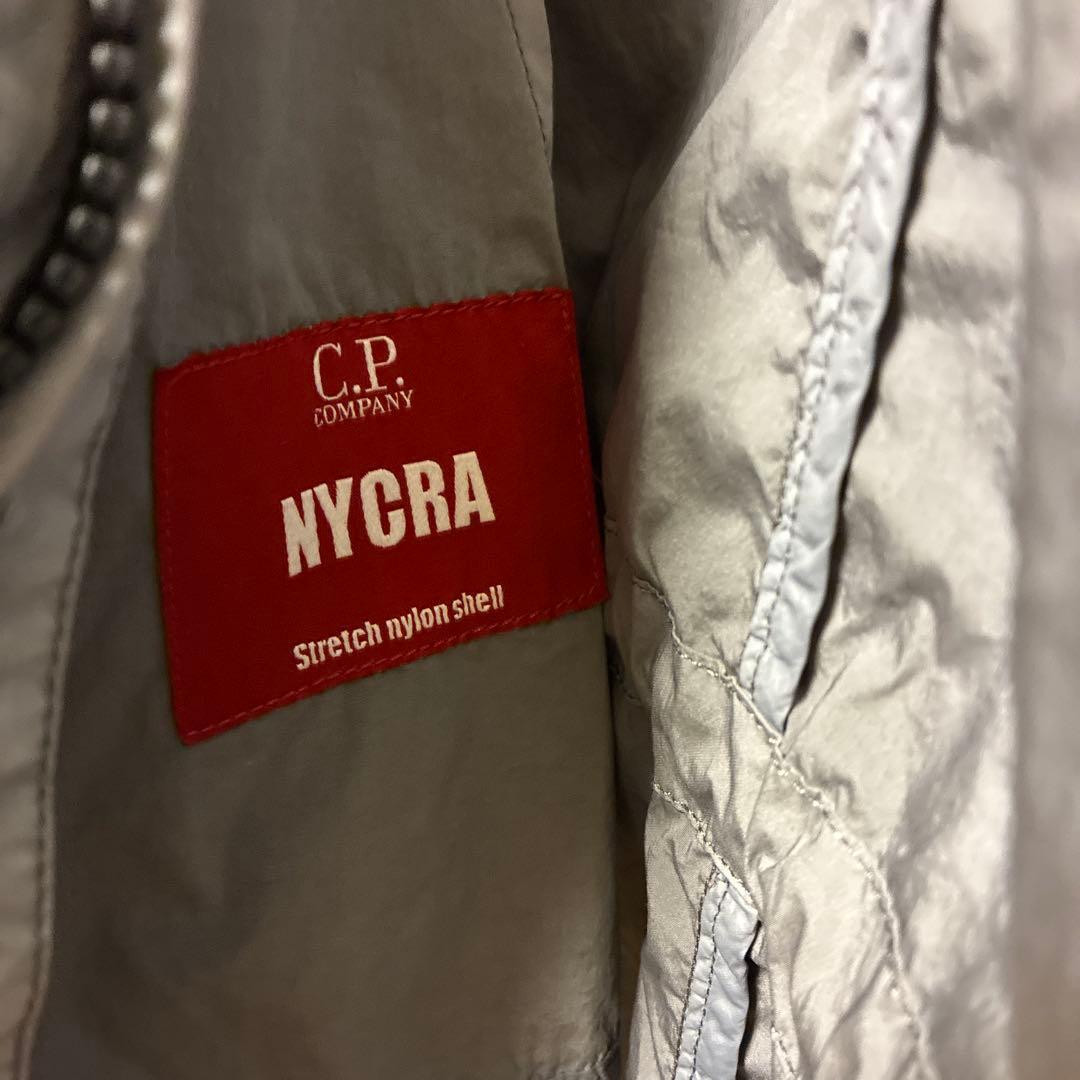 C.P.
COMPANY
NYCRA
Stretch nylon shell